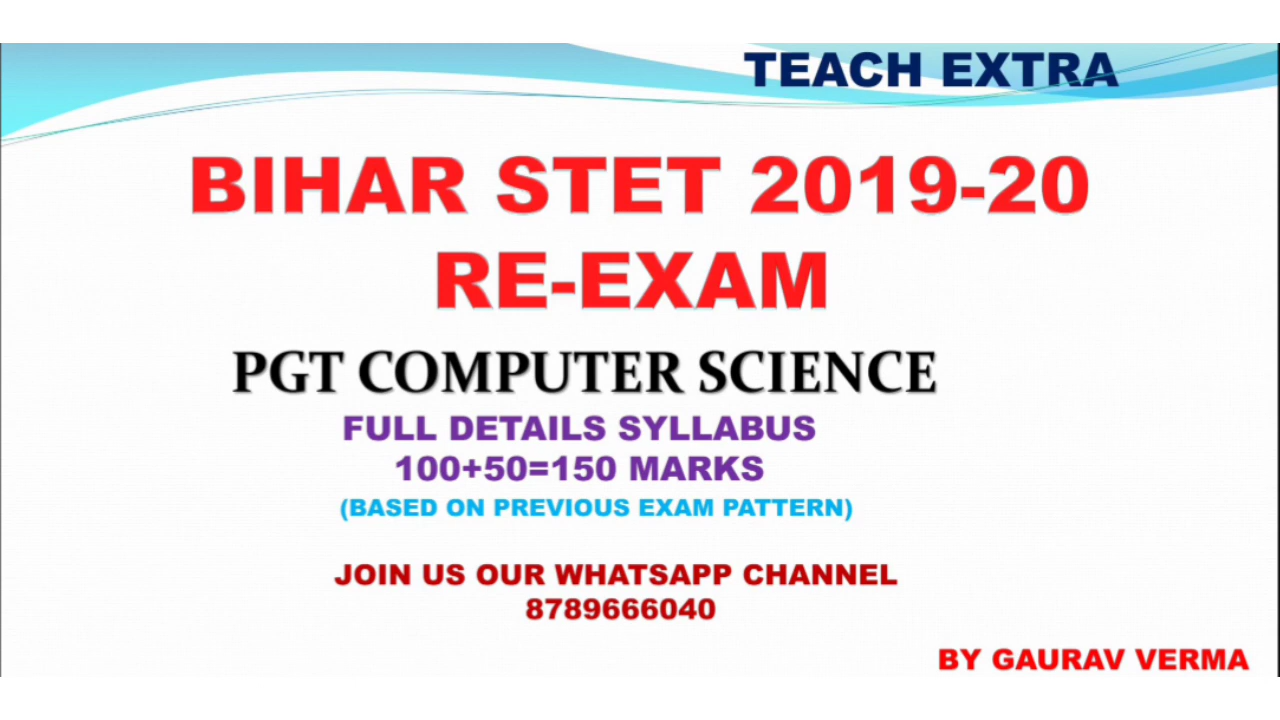 TEACH EXTRA
BIHAR STET 2019-20
RE-EXAM
PGT COMPUTER SCIENCE
FULL DETAILS SYLLABUS
100+50=150 MARKS
(BASED ON PREVIOUS EXAM PATTERN)
JOIN US OUR WHATSAPP CHANNEL
8789666040
BY GAURAV VERMA